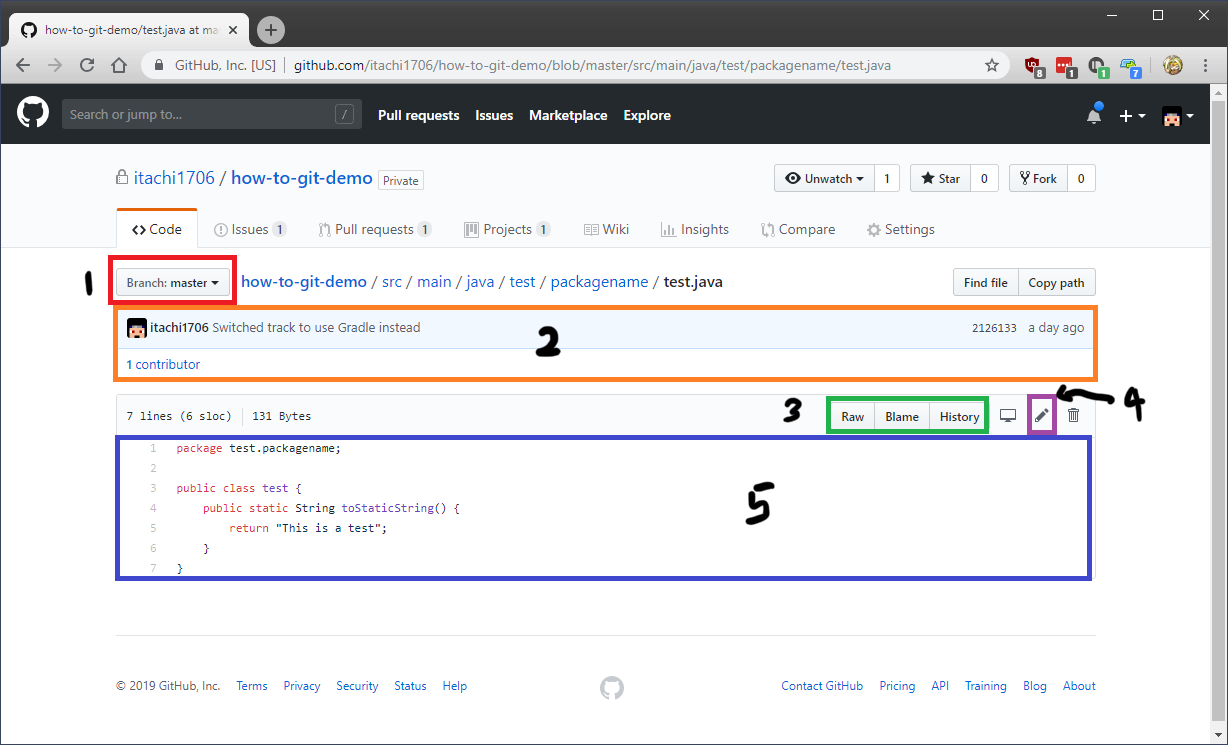 how-to-git-demo/test.java at ma
GitHub, Inc. [US] github.com/itachi1706/how-to-git-demo/blob/master/src/main/java/test/packagename/test.java
8 1 1 7
Search or jump to... / Pull requests Issues Marketplace Explore
itachi1706 / how-to-git-demo Private Unwatch 1 Star 0 Fork 0
Code Issues 1 Pull requests 1 Projects 1 Wiki Insights Compare Settings
1 Branch: master how-to-git-demo / src / main / java / test / packagename / test.java Find file Copy path
itachi1706 Switched track to use Gradle instead 2 2126133 a day ago
1 contributor
7 lines (6 sloc) 131 Bytes 3 Raw Blame History 4
1 package test.packagename;
2
3 public class test {
4 public static String toStaticString() {
5 return "This is a test";
6 }
7 }
5
© 2019 GitHub, Inc. Terms Privacy Security Status Help Contact GitHub Pricing API Training Blog About